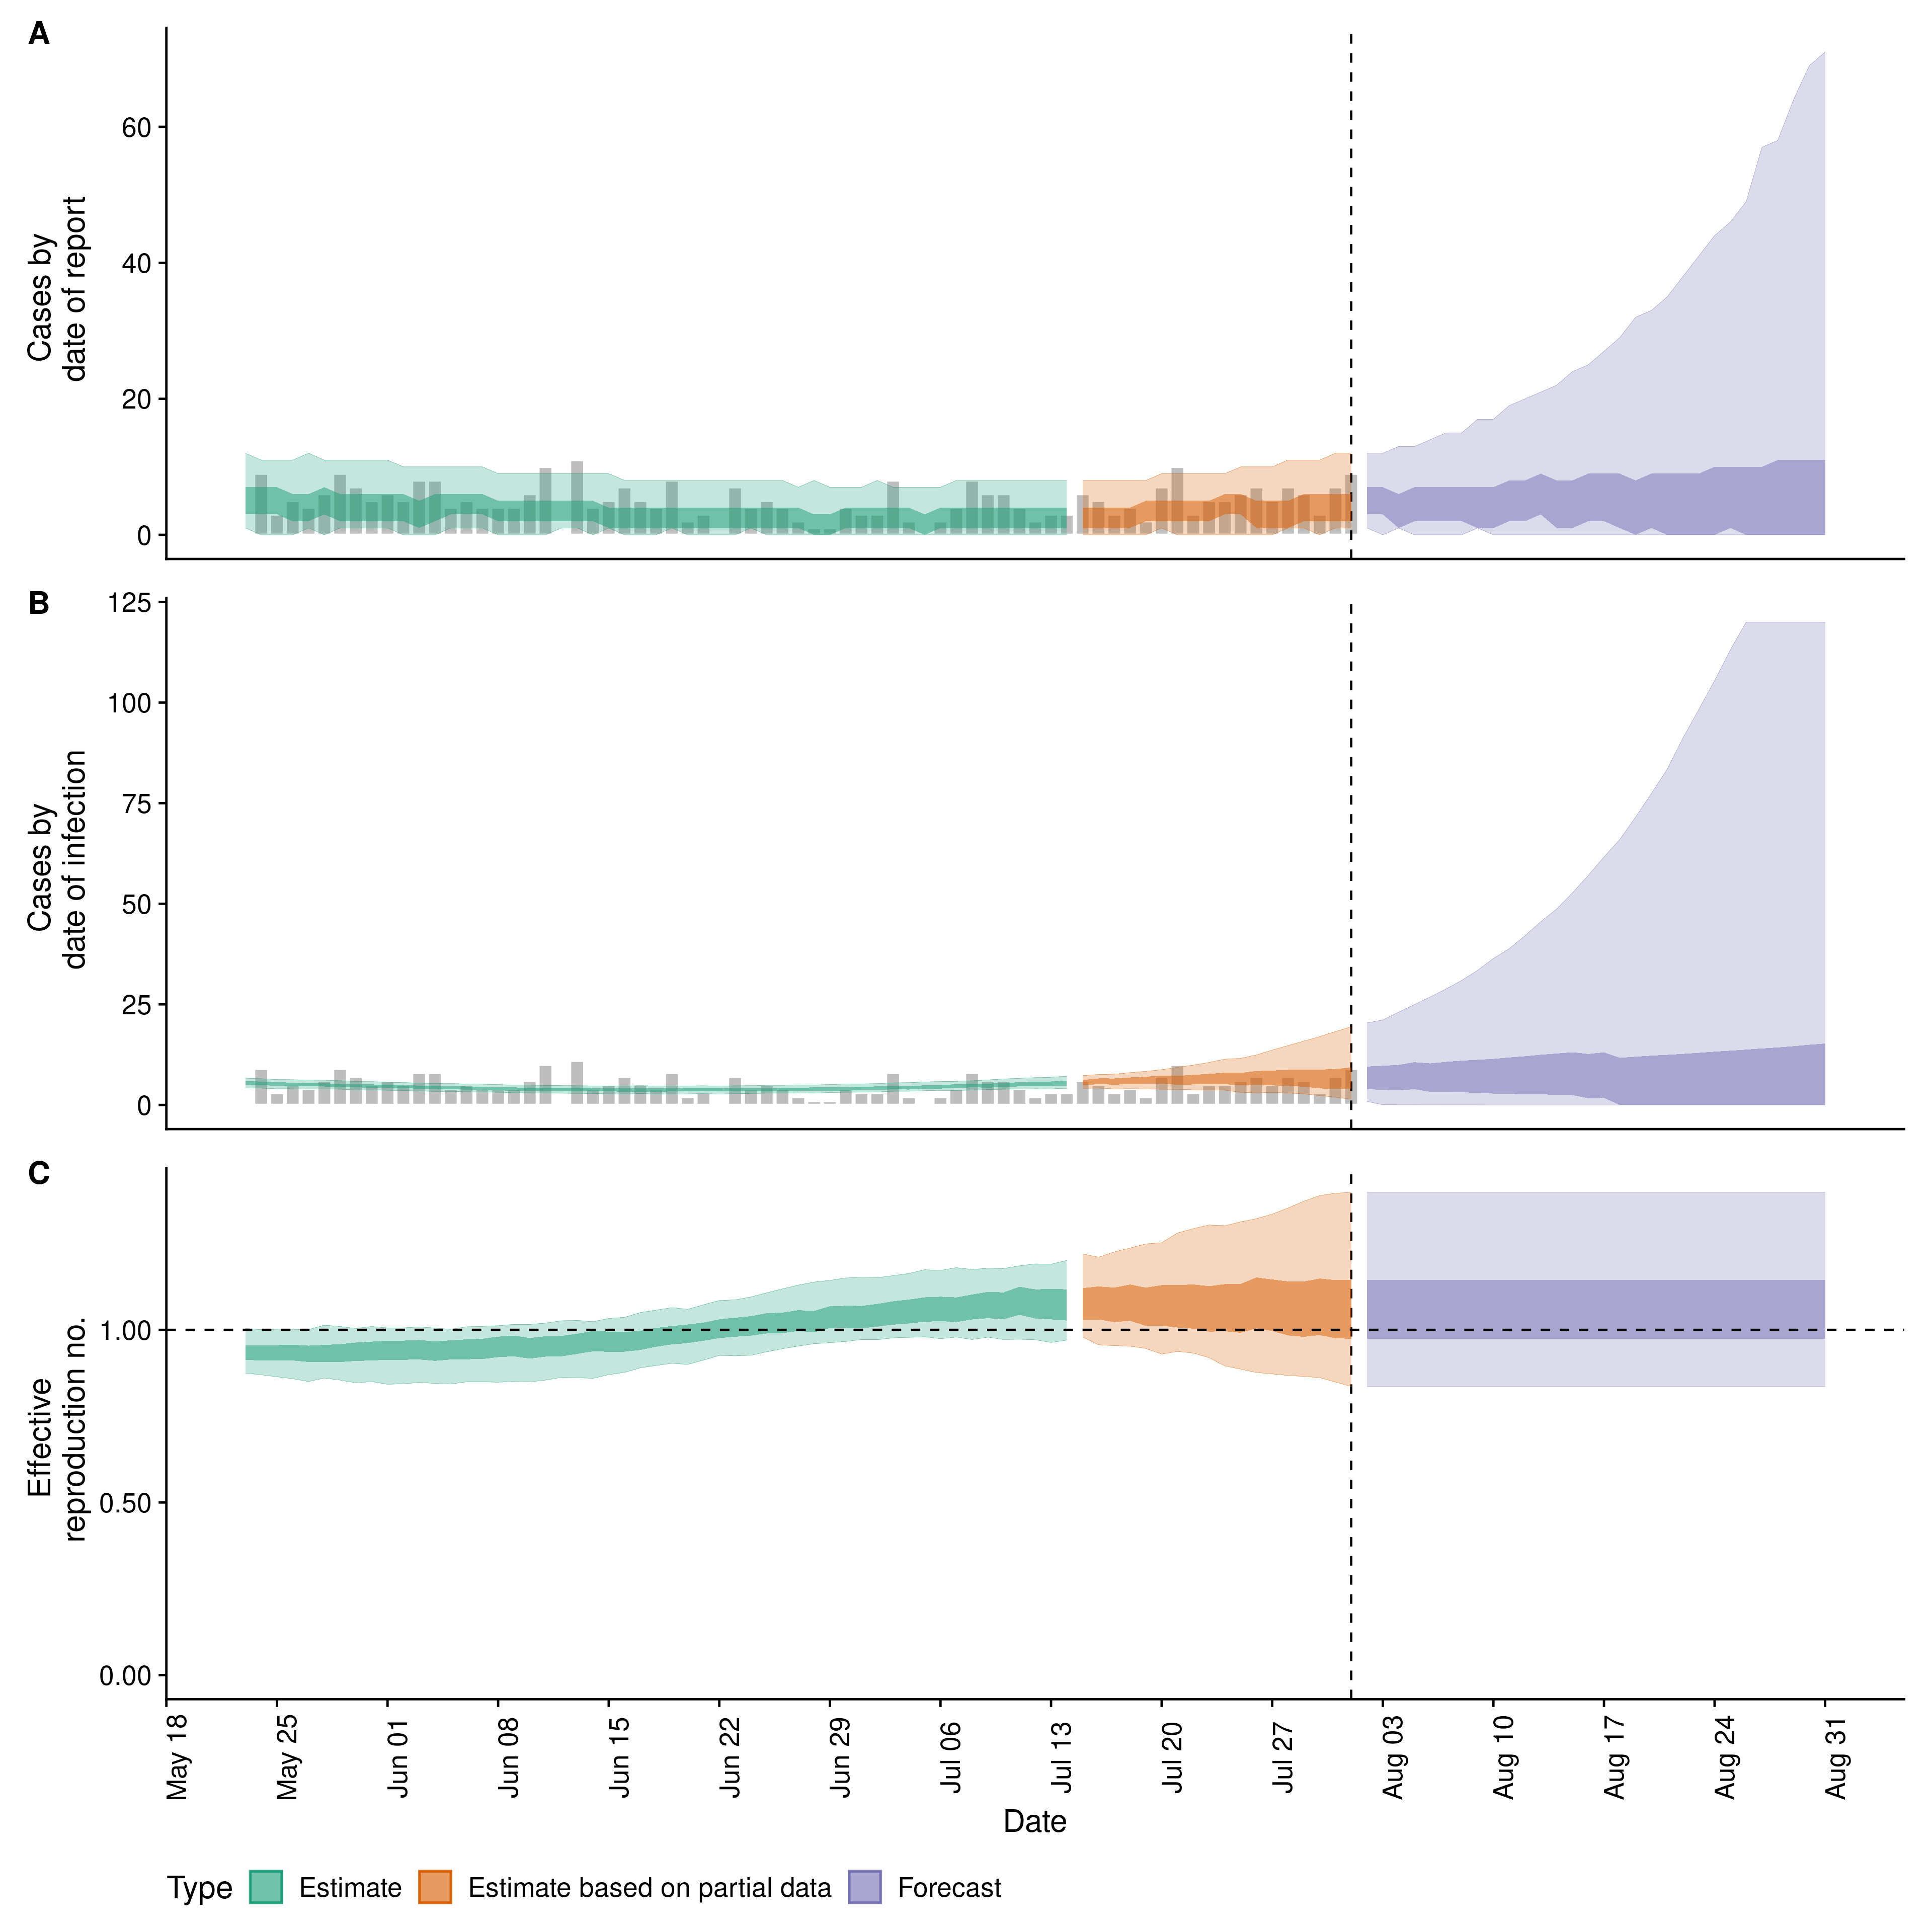 A
Cases by
date of report
60
40
20
0
B
Cases by
date of infection
125
100
75
50
25
0
C
Effective
reproduction no.
1.00
0.50
0.00
May 18
May 25
Jun 01
Jun 08
Jun 15
Jun 22
Jun 29
Jul 06
Jul 13
Jul 20
Jul 27
Aug 03
Aug 10
Aug 17
Aug 24
Aug 31
Date
Type Estimate Estimate based on partial data Forecast